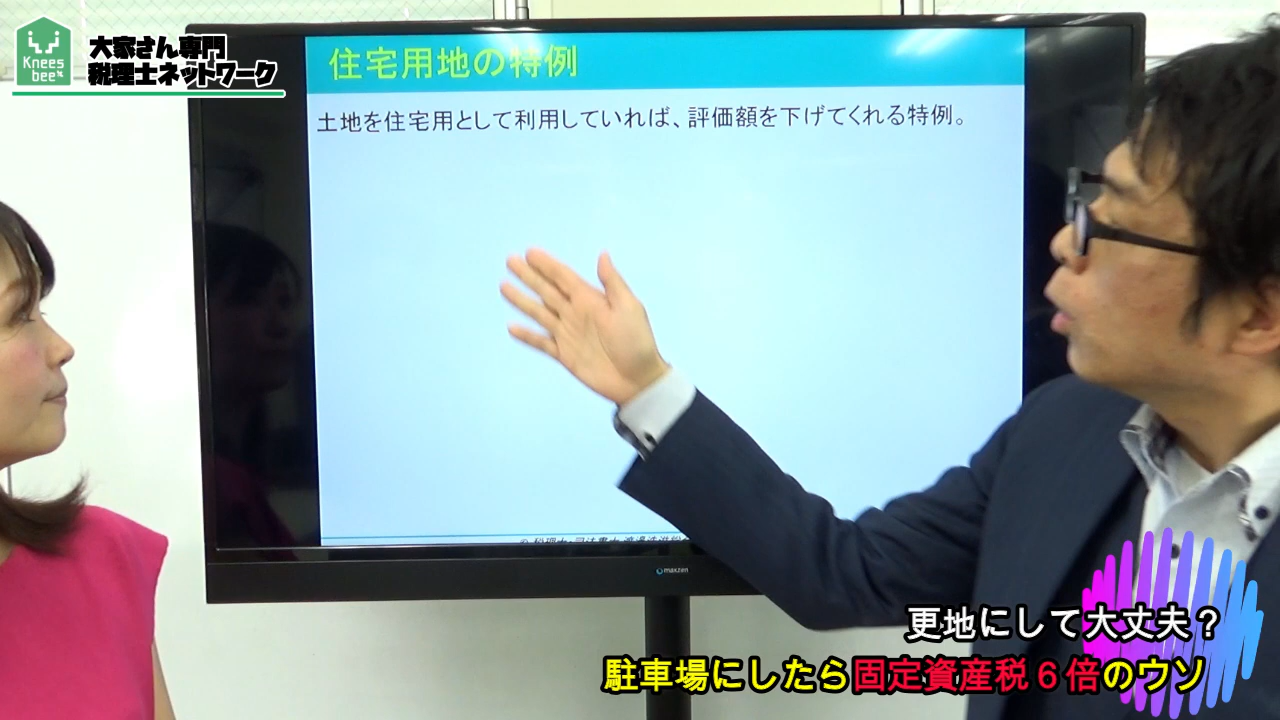 Knees
bee
大家さん専門
税理士ネットワーク
住宅用地の特例
土地を住宅用として利用していれば、評価額を下げてくれる特例。
maxzen
更地にして大丈夫？
駐車場にしたら固定資産税６倍のウソ